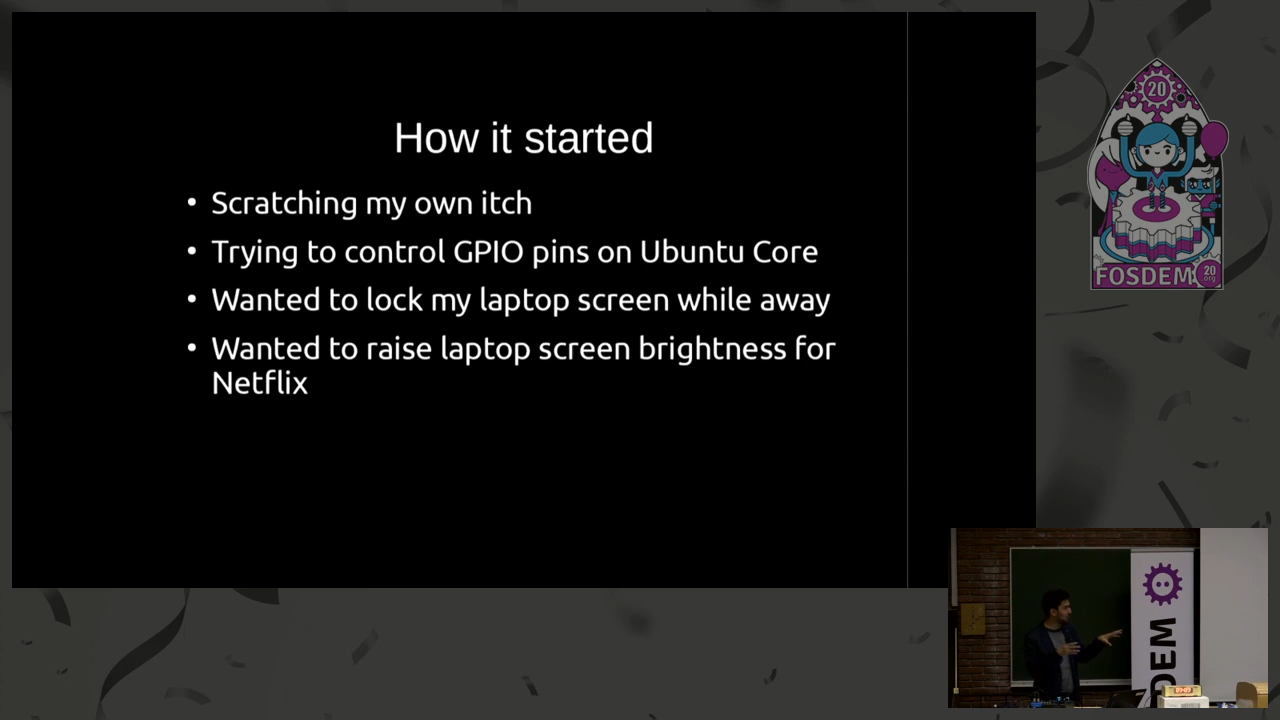 How it started
• Scratching my own itch
• Trying to control GPIO pins on Ubuntu Core
• Wanted to lock my laptop screen while away
• Wanted to raise laptop screen brightness for
Netflix
20
FOSDEM
20
org
DEM